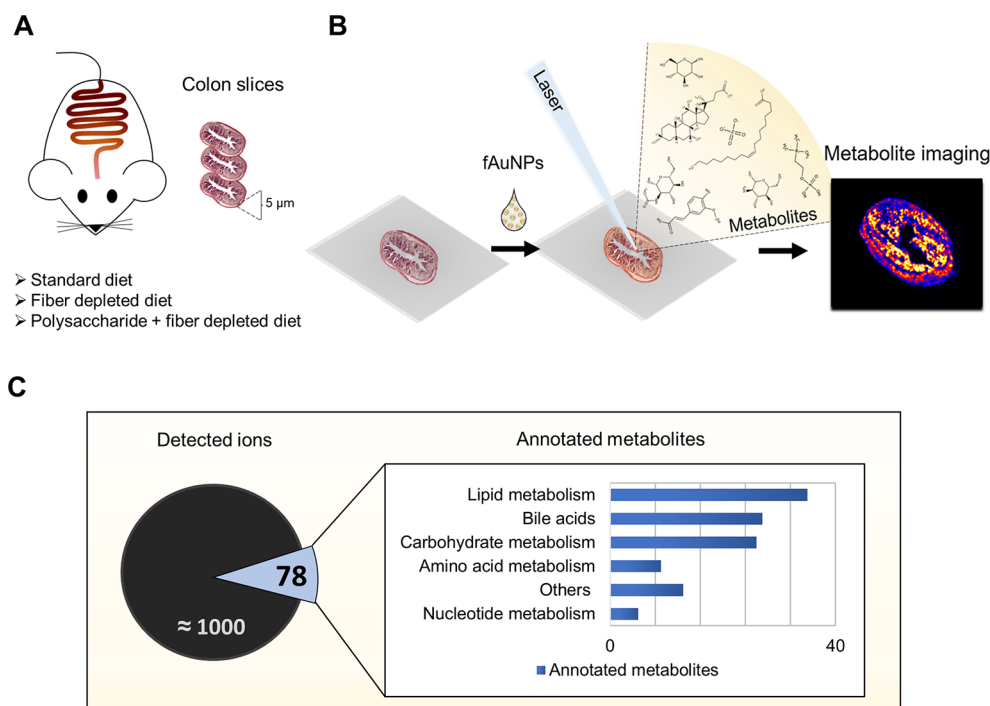 A
Colon slices
5 µm
➢ Standard diet
➢ Fiber depleted diet
➢ Polysaccharide + fiber depleted diet
B
Laser
fAuNPs
Metabolites
Metabolite imaging
C
Detected ions
78
≈ 1000
Annotated metabolites
Lipid metabolism
Bile acids
Carbohydrate metabolism
Amino acid metabolism
Others
Nucleotide metabolism
0 40
Annotated metabolites